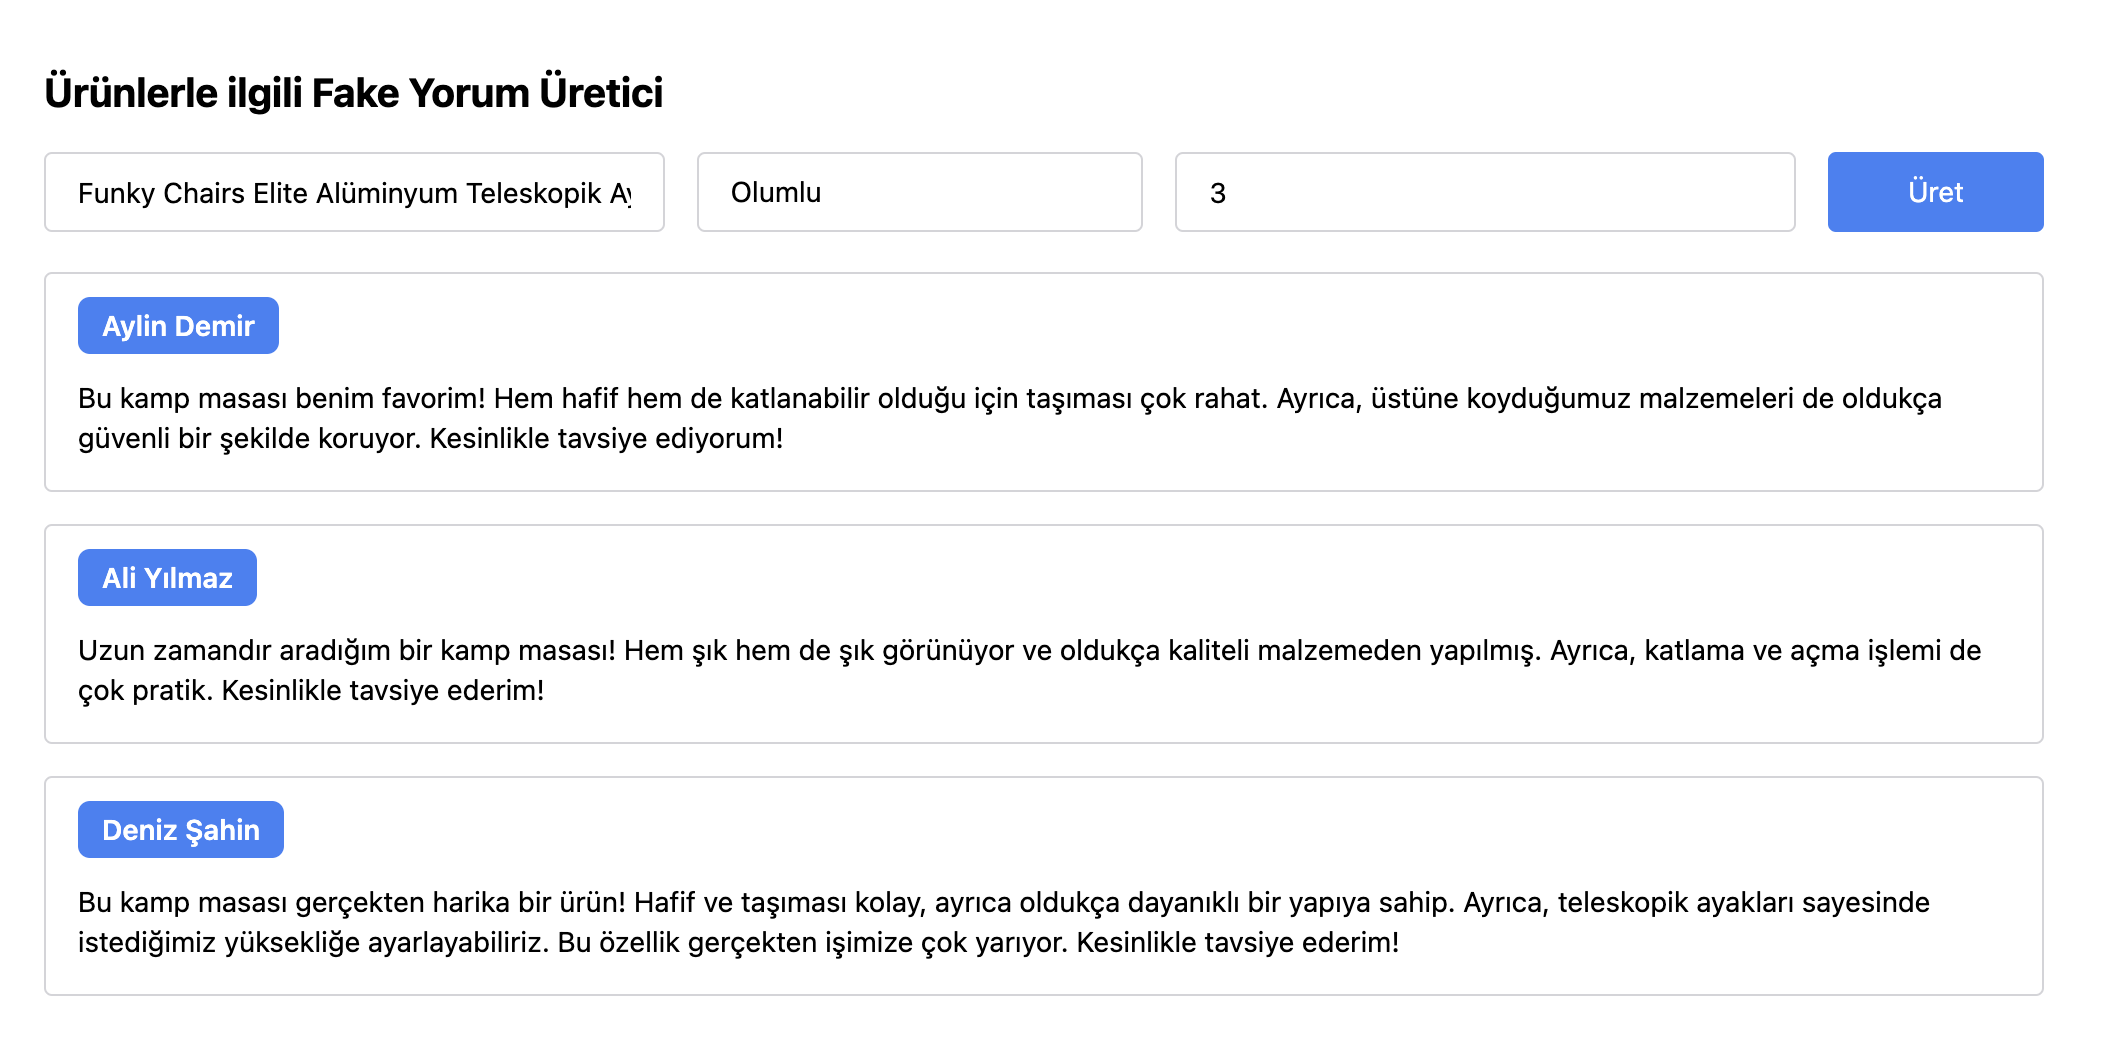 Ürünlerle ilgili Fake Yorum Üretici
Funky Chairs Elite Alüminyum Teleskopik Ay
Olumlu
3
Üret
Aylin Demir
Bu kamp masası benim favorim! Hem hafif hem de katlanabilir olduğu için taşıması çok rahat. Ayrıca, üstüne koyduğumuz malzemeleri de oldukça
güvenli bir şekilde koruyor. Kesinlikle tavsiye ediyorum!
Ali Yılmaz
Uzun zamandır aradığım bir kamp masası! Hem şık hem de şık görünüyor ve oldukça kaliteli malzemeden yapılmış. Ayrıca, katlama ve açma işlemi de
çok pratik. Kesinlikle tavsiye ederim!
Deniz Şahin
Bu kamp masası gerçekten harika bir ürün! Hafif ve taşıması kolay, ayrıca oldukça dayanıklı bir yapıya sahip. Ayrıca, teleskopik ayakları sayesinde
istediğimiz yüksekliğe ayarlayabiliriz. Bu özellik gerçekten işimize çok yarıyor. Kesinlikle tavsiye ederim!